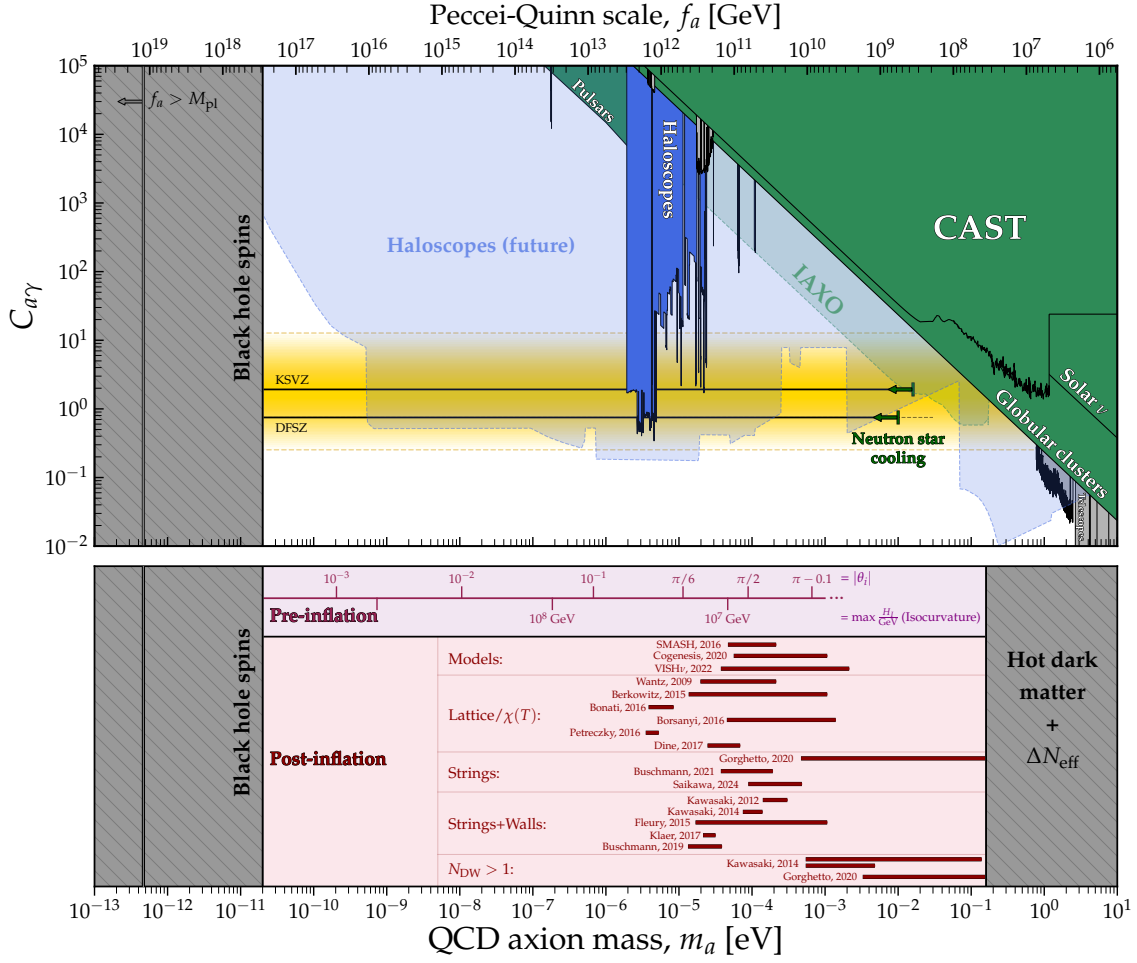 Peccei-Quinn scale, f_a [GeV]
10^19 10^18 10^17 10^16 10^15 10^14 10^13 10^12 10^11 10^10 10^9 10^8 10^7 10^6
C_aγ
10^5
10^4
10^3
10^2
10^1
10^0
10^-1
10^-2
f_a > M_pl
Black hole spins
Pulsars
Haloscopes
Haloscopes (future)
IAXO
CAST
KSVZ
DFSZ
Neutron star
cooling
Globular clusters
Solar ν
Black hole spins
10^-3 10^-2 10^-1 π/6 π/2 π − 0.1 = |θ_i|
Pre-inflation
10^8 GeV 10^7 GeV = max H_I/GeV (Isocurvature)
...
Post-inflation
Models:
SMASH, 2016
Cogenesis, 2020
VISHν, 2022
Lattice/χ(T):
Wantz, 2009
Berkowitz, 2015
Bonati, 2016
Borsanyi, 2016
Petreczky, 2016
Dine, 2017
Strings:
Gorghetto, 2020
Buschmann, 2021
Saikawa, 2024
Strings+Walls:
Kawasaki, 2012
Kawasaki, 2014
Fleury, 2015
Klaer, 2017
Buschmann, 2019
N_DW > 1:
Kawasaki, 2014
Gorghetto, 2020
Hot dark
matter
+
ΔN_eff
10^-13 10^-12 10^-11 10^-10 10^-9 10^-8 10^-7 10^-6 10^-5 10^-4 10^-3 10^-2 10^-1 10^0 10^1
QCD axion mass, m_a [eV]